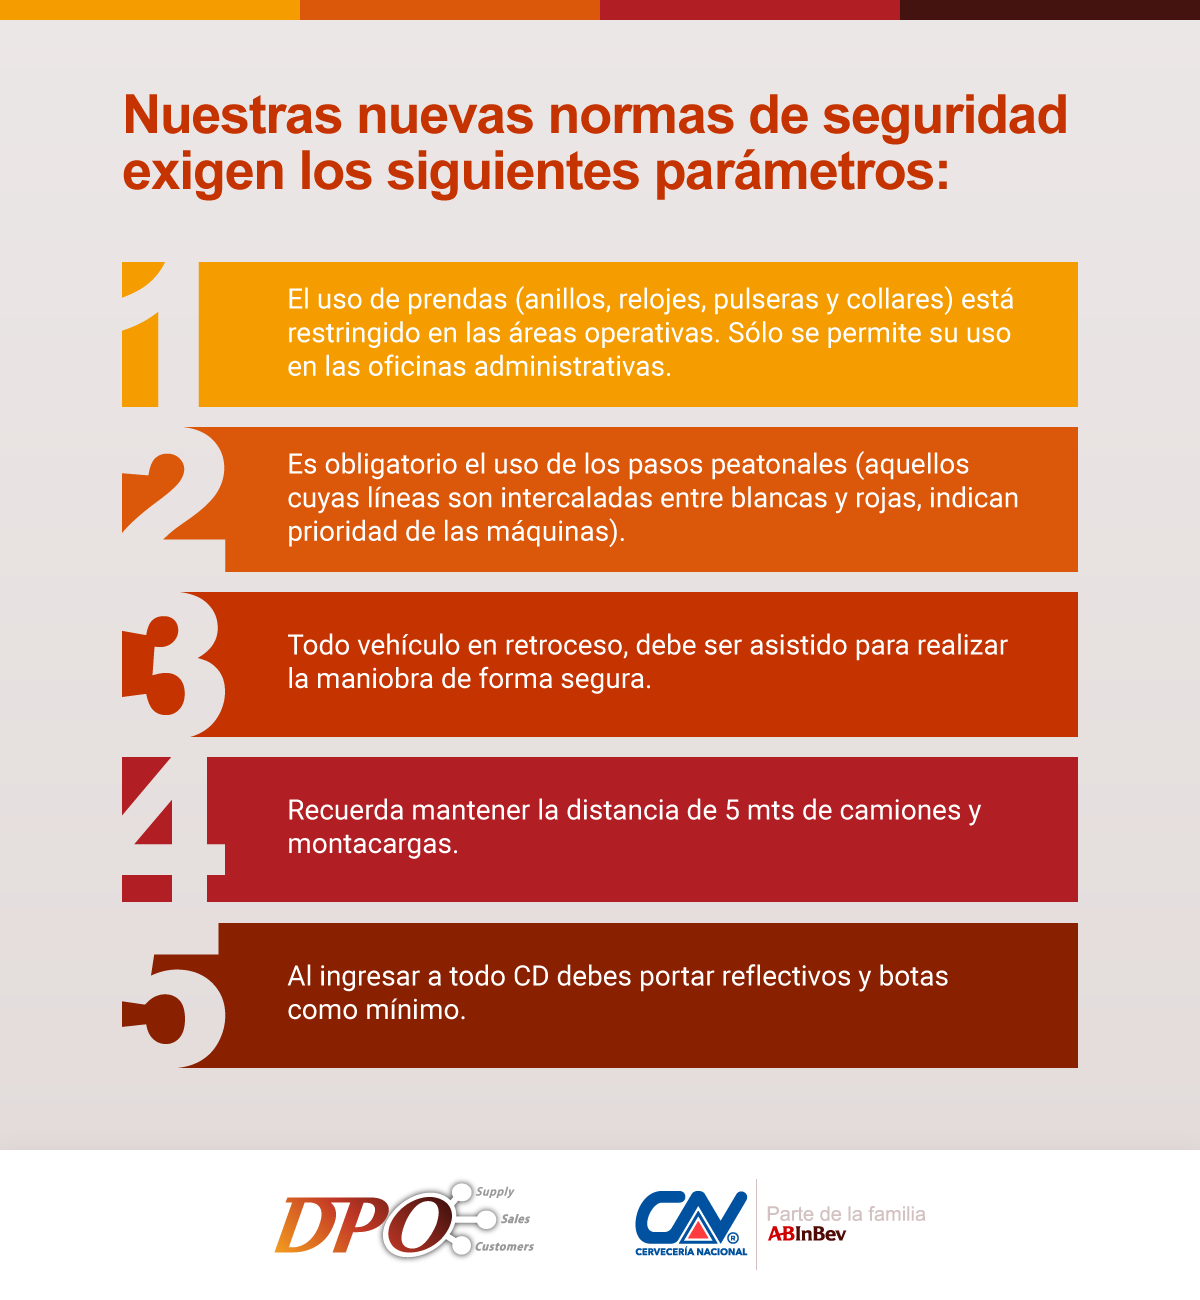 Nuestras nuevas normas de seguridad
exigen los siguientes parámetros:
1
El uso de prendas (anillos, relojes, pulseras y collares) está
restringido en las áreas operativas. Sólo se permite su uso
en las oficinas administrativas.
2
Es obligatorio el uso de los pasos peatonales (aquellos
cuyas líneas son intercaladas entre blancas y rojas, indican
prioridad de las máquinas).
3
Todo vehículo en retroceso, debe ser asistido para realizar
la maniobra de forma segura.
4
Recuerda mantener la distancia de 5 mts de camiones y
montacargas.
5
Al ingresar a todo CD debes portar reflectivos y botas
como mínimo.
DPO
Supply
Sales
Customers
CN
®
CERVECERÍA NACIONAL
Parte de la familia
ABInBev